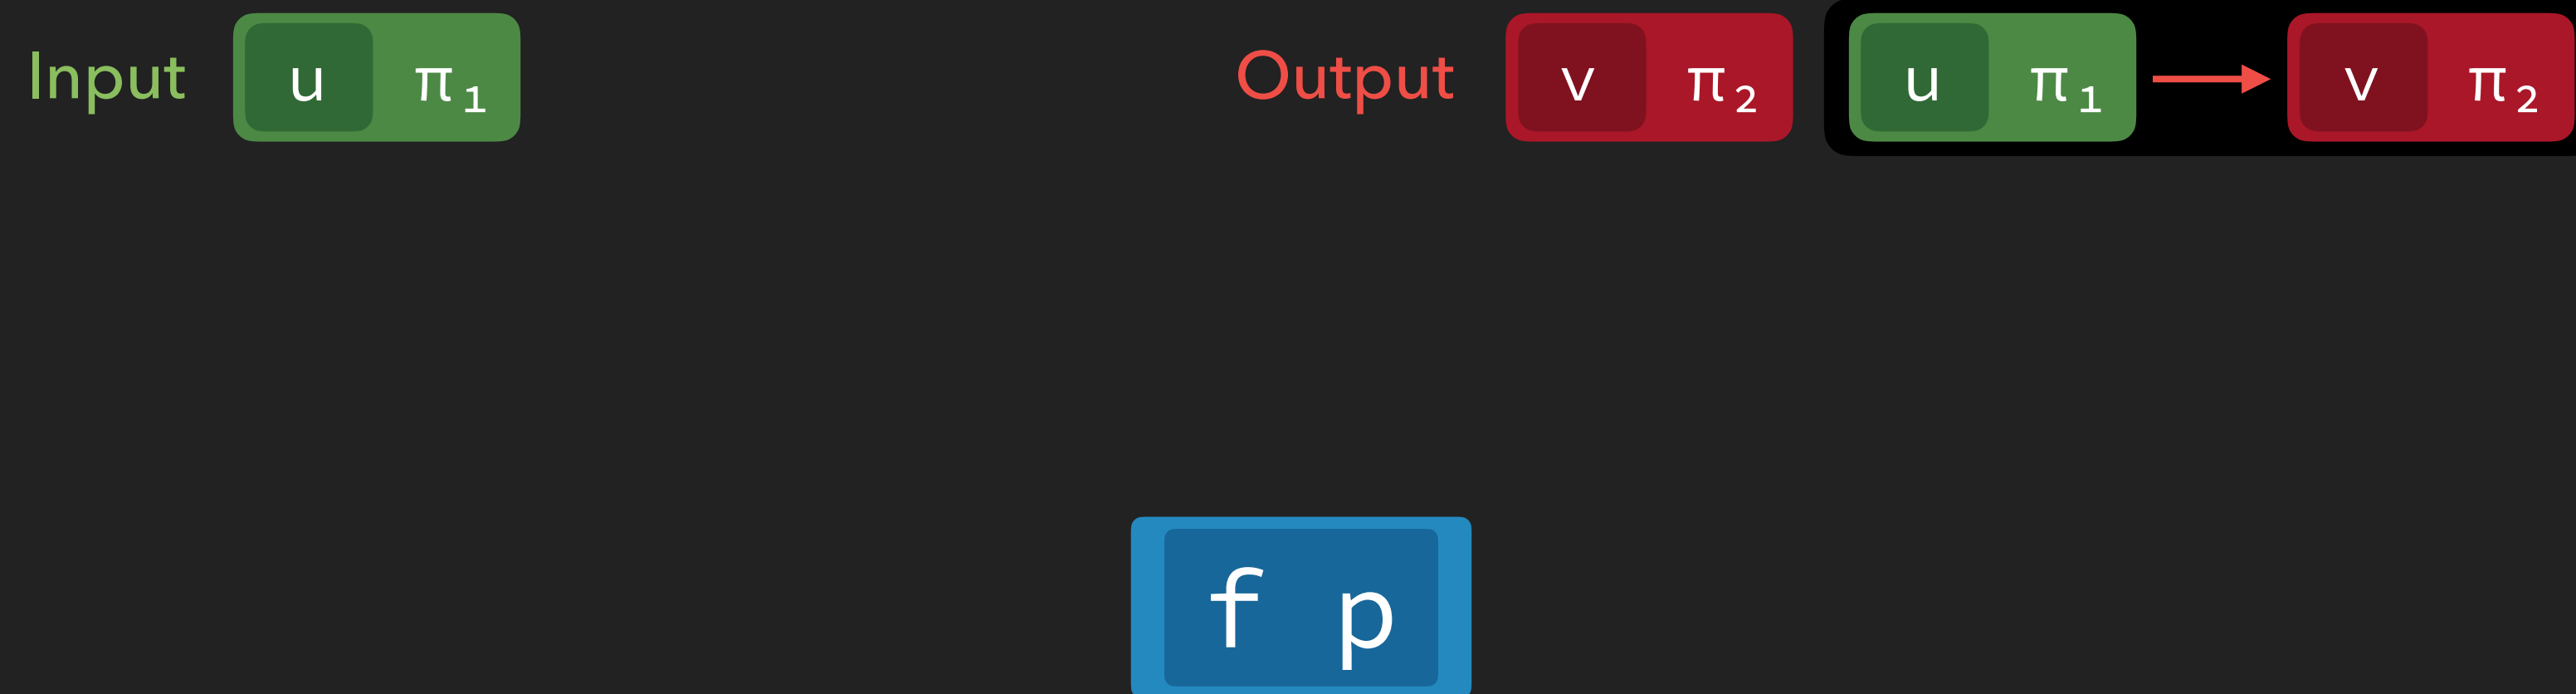 Input u π₁ Output v π₂ u π₁ v π₂
f p